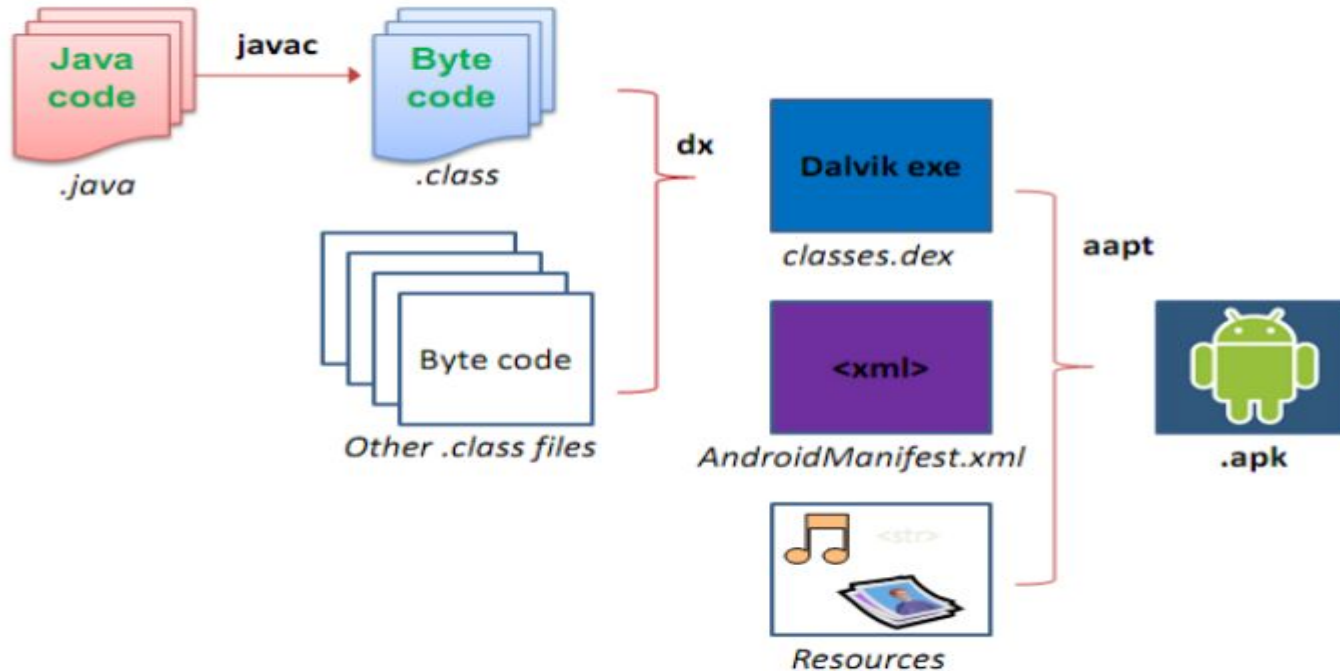 Java
code
.java
javac
Byte
code
.class
Byte code
Other .class files
dx
Dalvik exe
classes.dex
<xml>
AndroidManifest.xml
<str>
Resources
aapt
.apk